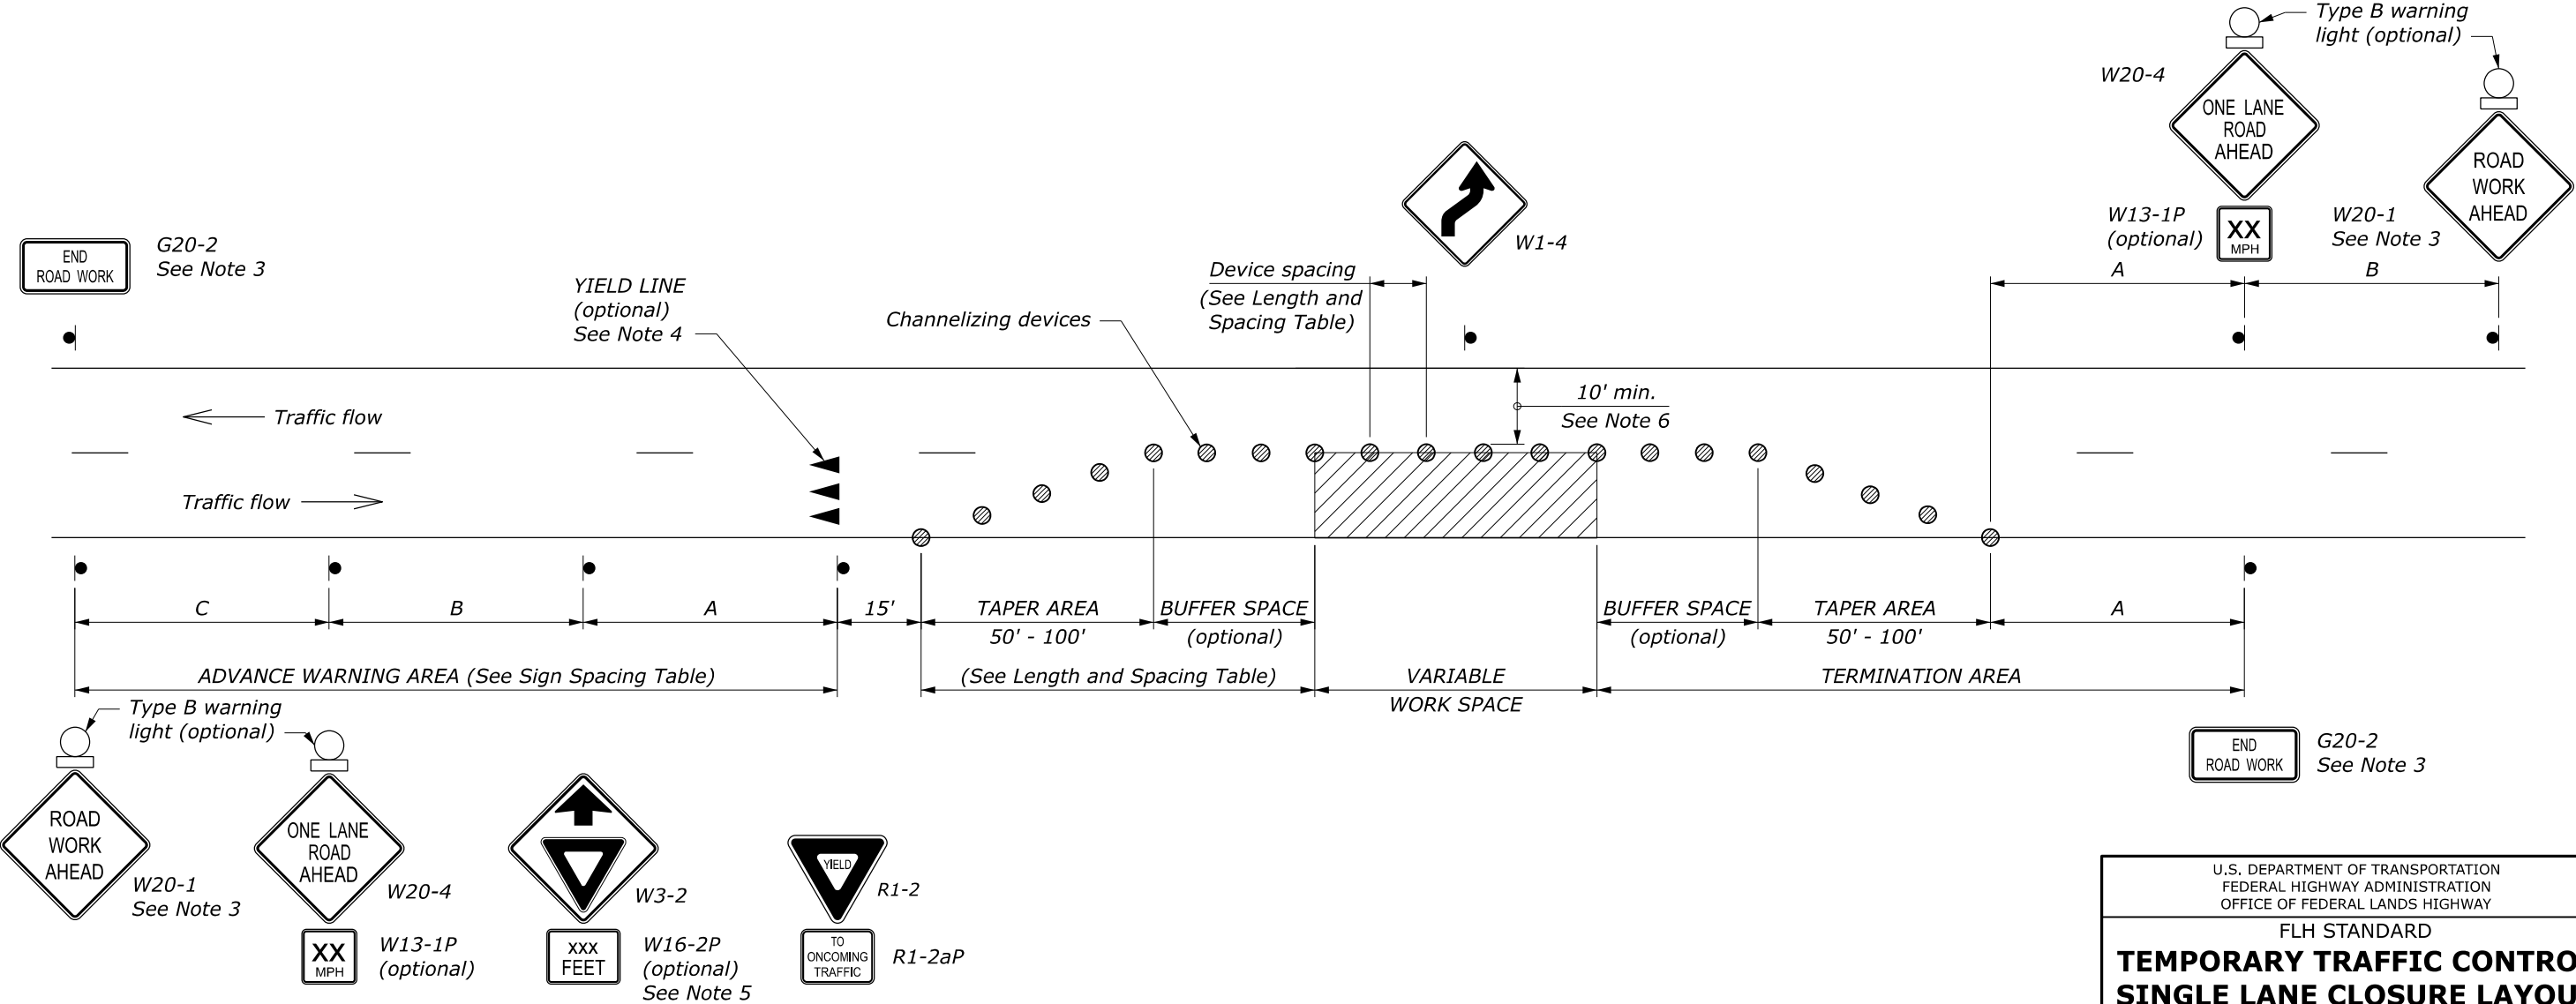 Type B warning
light (optional)
W20-4
ONE LANE
ROAD
AHEAD
ROAD
WORK
AHEAD
W13-1P
(optional)
XX
MPH
W20-1
See Note 3
A
B
END
ROAD WORK
G20-2
See Note 3
YIELD LINE
(optional)
See Note 4
Channelizing devices
Device spacing
(See Length and
Spacing Table)
W1-4
10' min.
See Note 6
Traffic flow
Traffic flow
C
B
A
15'
TAPER AREA
50' - 100'
BUFFER SPACE
(optional)
BUFFER SPACE
(optional)
TAPER AREA
50' - 100'
A
ADVANCE WARNING AREA (See Sign Spacing Table)
(See Length and Spacing Table)
VARIABLE
WORK SPACE
TERMINATION AREA
Type B warning
light (optional)
ROAD
WORK
AHEAD
W20-1
See Note 3
ONE LANE
ROAD
AHEAD
W20-4
XX
MPH
W13-1P
(optional)
W3-2
XXX
FEET
W16-2P
(optional)
See Note 5
YIELD
R1-2
TO
ONCOMING
TRAFFIC
R1-2aP
END
ROAD WORK
G20-2
See Note 3
U.S. DEPARTMENT OF TRANSPORTATION
FEDERAL HIGHWAY ADMINISTRATION
OFFICE OF FEDERAL LANDS HIGHWAY
FLH STANDARD
TEMPORARY TRAFFIC CONTRO
SINGLE LANE CLOSURE LAYOU